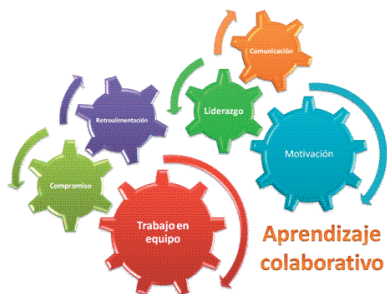 Comunicación
Liderazgo
Retroalimentación
Motivación
Compromiso
Trabajo en
equipo
Aprendizaje
colaborativo